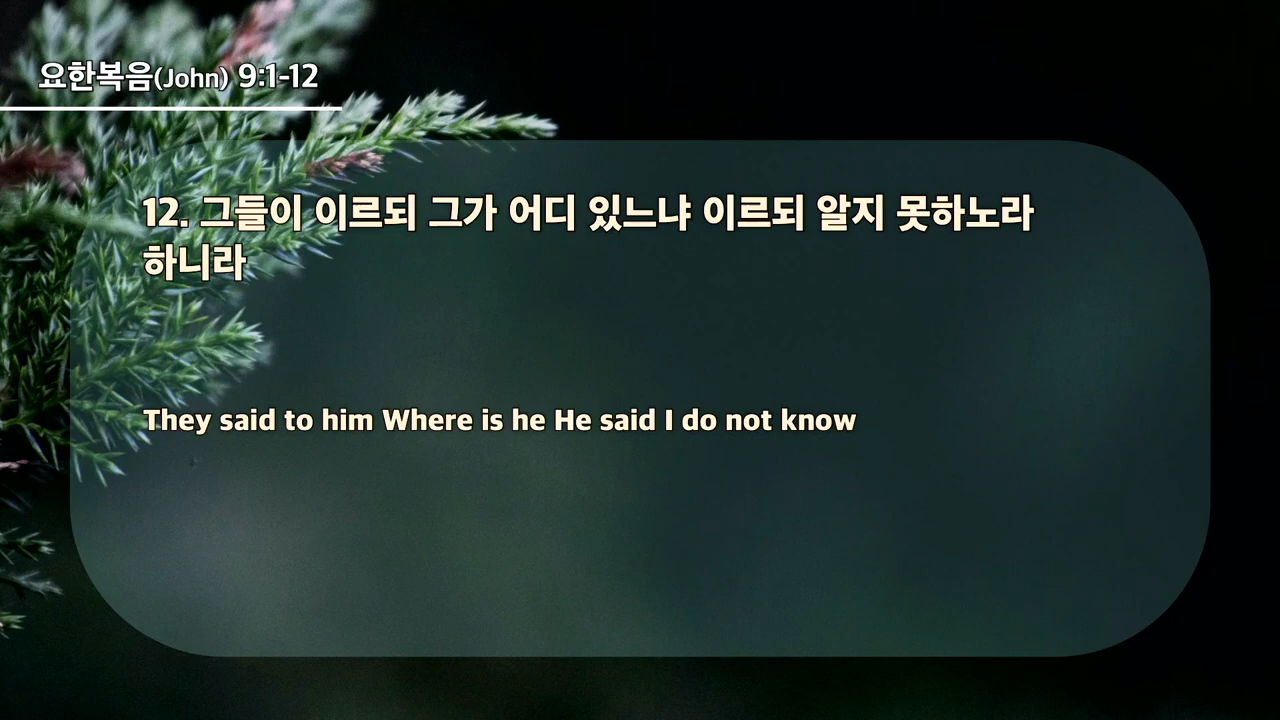 요한복음(John) 9:1-12
12. 그들이 이르되 그가 어디 있느냐 이르되 알지 못하노라
하니라
They said to him Where is he He said I do not know